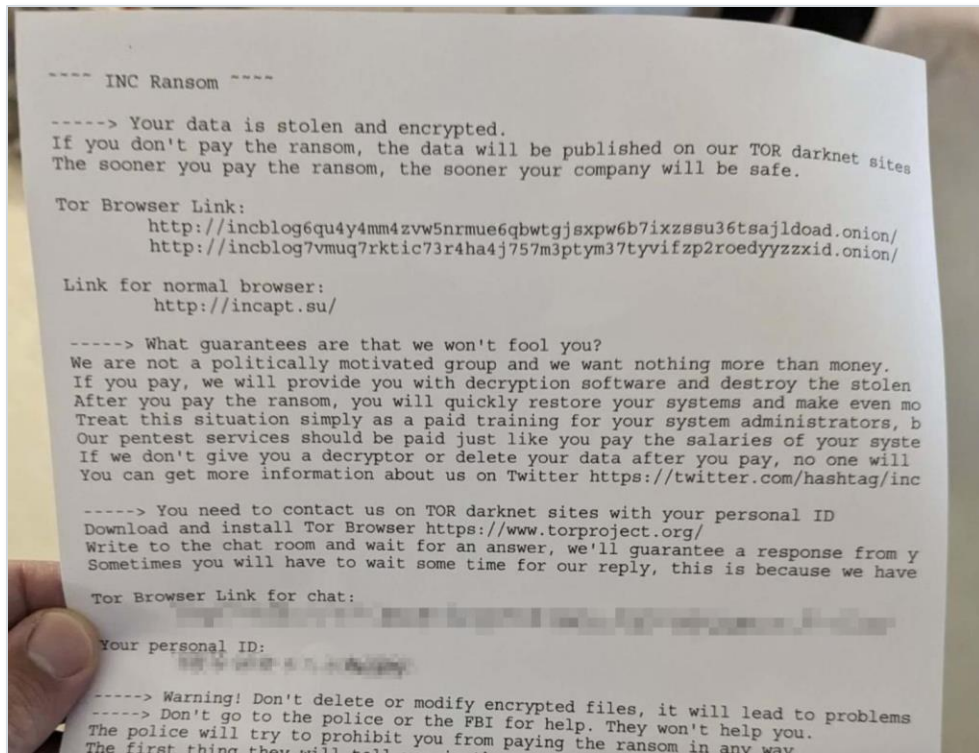 ~~~~ INC Ransom ~~~~
-----> Your data is stolen and encrypted.
If you don't pay the ransom, the data will be published on our TOR darknet sites
The sooner you pay the ransom, the sooner your company will be safe.
Tor Browser Link:
http://incblog6qu4y4mm4zvw5nrmue6qbwtgjsxpw6b7ixzssu36tsajldoad.onion/
http://incblog7vmuq7rktic73r4ha4j757m3ptym37tyvifzp2roedyyzzxid.onion/
Link for normal browser:
http://incapt.su/
-----> What guarantees are that we won't fool you?
We are not a politically motivated group and we want nothing more than money.
If you pay, we will provide you with decryption software and destroy the stolen
After you pay the ransom, you will quickly restore your systems and make even mo
Treat this situation simply as a paid training for your system administrators, b
Our pentest services should be paid just like you pay the salaries of your syste
If we don't give you a decryptor or delete your data after you pay, no one will
You can get more information about us on Twitter https://twitter.com/hashtag/inc
-----> You need to contact us on TOR darknet sites with your personal ID
Download and install Tor Browser https://www.torproject.org/
Write to the chat room and wait for an answer, we'll guarantee a response from y
Sometimes you will have to wait some time for our reply, this is because we have
Tor Browser Link for chat:
Your personal ID:
-----> Warning! Don't delete or modify encrypted files, it will lead to problems
-----> Don't go to the police or the FBI for help. They won't help you.
The police will try to prohibit you from paying the ransom in any way.
The first thing they will tell